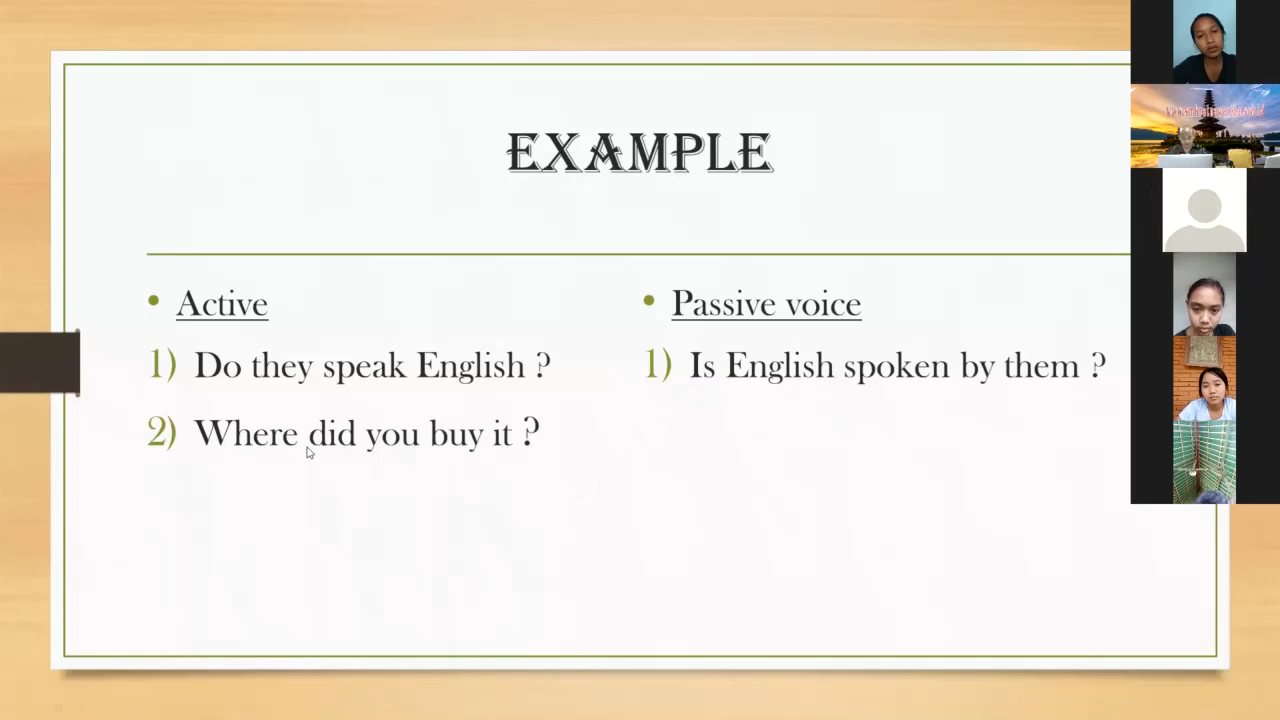 EXAMPLE
• Active
1) Do they speak English ?
2) Where did you buy it ?
• Passive voice
1) Is English spoken by them ?